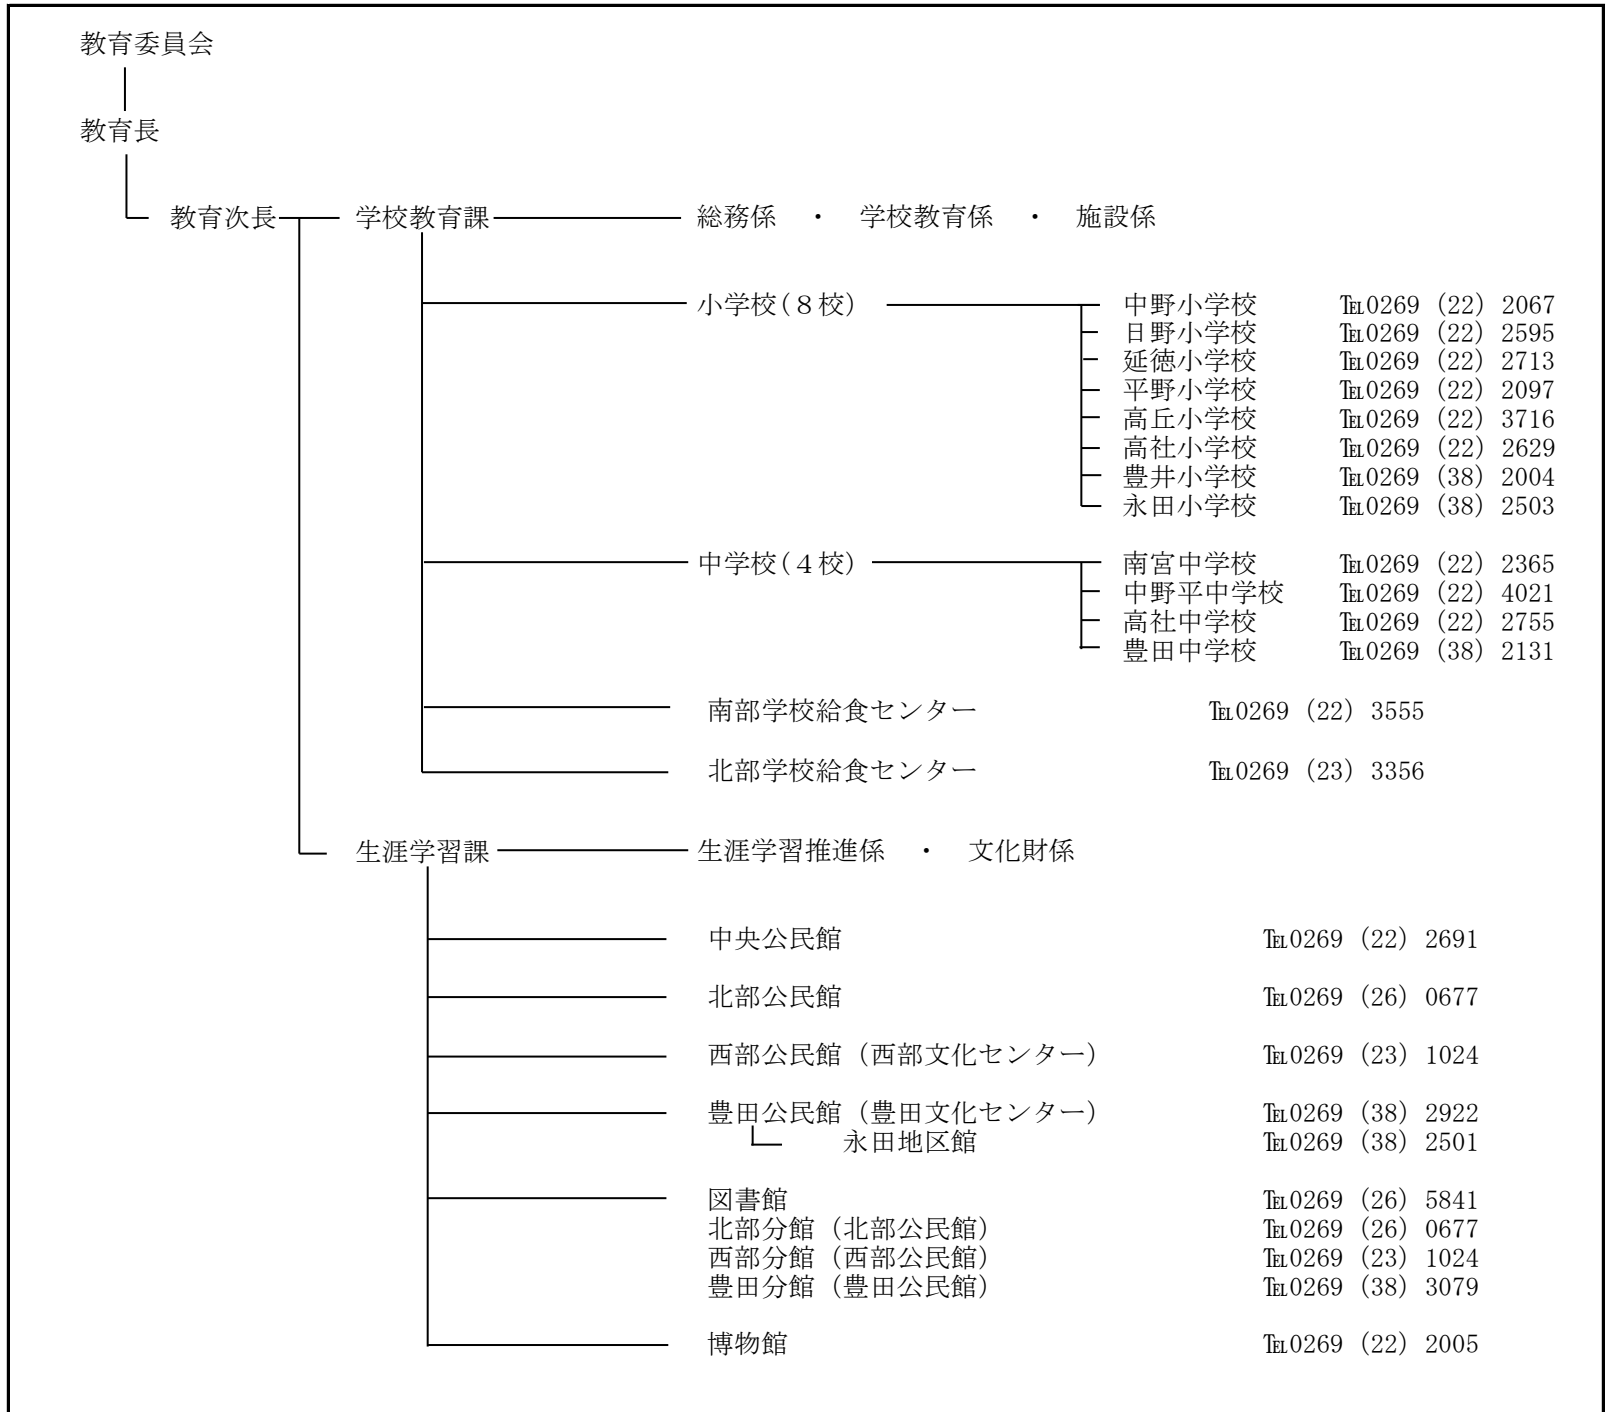 教育委員会
教育長
教育次長 学校教育課 総務係 ・ 学校教育係 ・ 施設係
小学校(８校) 中野小学校 ℡0269 (22) 2067
日野小学校 ℡0269 (22) 2595
延徳小学校 ℡0269 (22) 2713
平野小学校 ℡0269 (22) 2097
高丘小学校 ℡0269 (22) 3716
高社小学校 ℡0269 (22) 2629
豊井小学校 ℡0269 (38) 2004
永田小学校 ℡0269 (38) 2503
中学校(４校) 南宮中学校 ℡0269 (22) 2365
中野平中学校 ℡0269 (22) 4021
高社中学校 ℡0269 (22) 2755
豊田中学校 ℡0269 (38) 2131
南部学校給食センター ℡0269 (22) 3555
北部学校給食センター ℡0269 (23) 3356
生涯学習課 生涯学習推進係 ・ 文化財係
中央公民館 ℡0269 (22) 2691
北部公民館 ℡0269 (26) 0677
西部公民館（西部文化センター） ℡0269 (23) 1024
豊田公民館（豊田文化センター） ℡0269 (38) 2922
永田地区館 ℡0269 (38) 2501
図書館 ℡0269 (26) 5841
北部分館（北部公民館） ℡0269 (26) 0677
西部分館（西部公民館） ℡0269 (23) 1024
豊田分館（豊田公民館） ℡0269 (38) 3079
博物館 ℡0269 (22) 2005